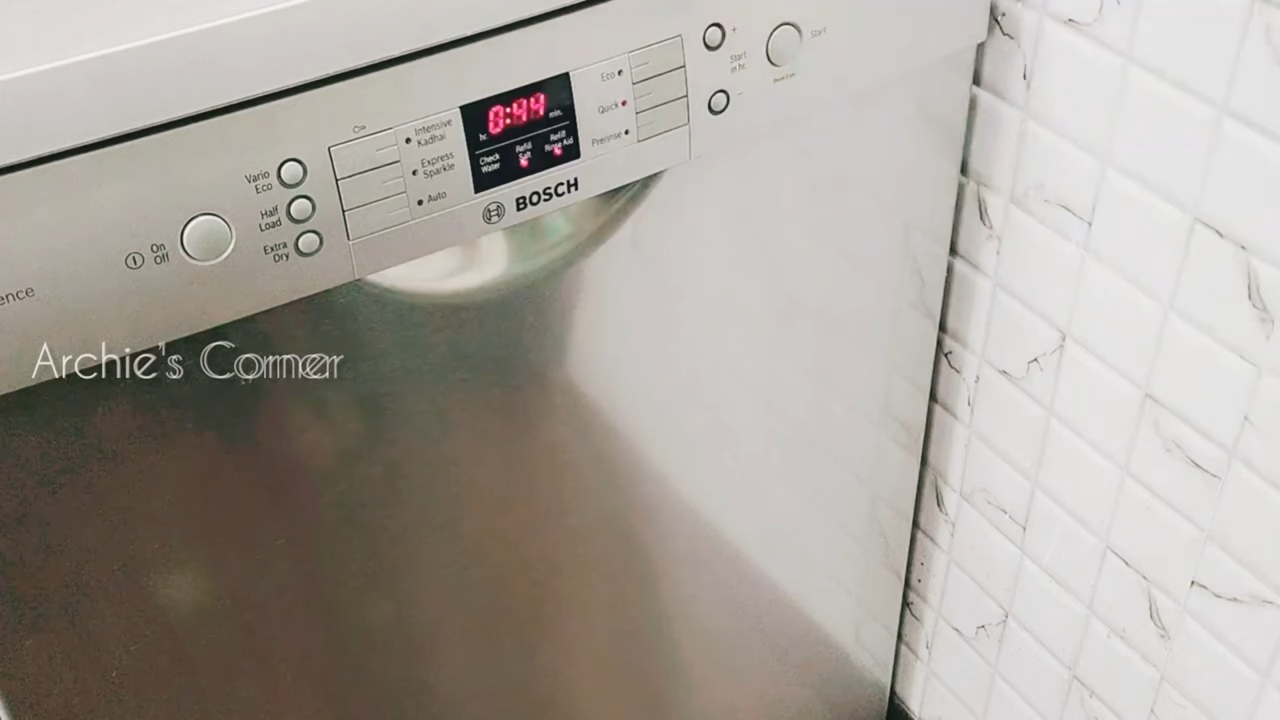 ence
On
Off
Vario
Eco
Half
Load
Extra
Dry
Intensive
Kadhai
Express
Sparkle
Auto
0:44
hr.
min.
Check
Water
Refill
Salt
Refill
Rinse Aid
BOSCH
Eco
Quick
Prerinse
+
Start
in hr.
-
Start
Archie's Corner